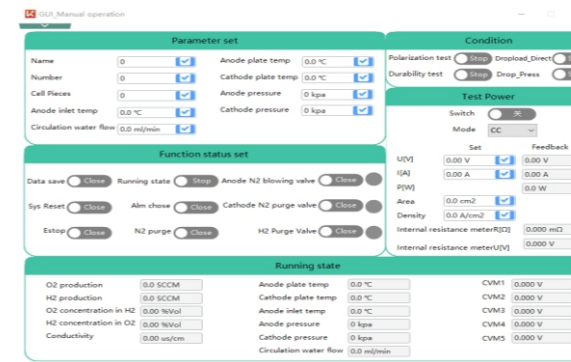 GUI_Manual operation
Parameter set
Name 0
Number 0
Cell Pieces 0
Anode inlet temp 0.0 ℃
Circulation water flow 0.0 ml/min
Anode plate temp 0.0 ℃
Cathode plate temp 0.0 ℃
Anode pressure 0 kpa
Cathode pressure 0 kpa
Condition
Polarization test Stop Dropload_Direct
Durability test Stop Drop_Press
Test Power
Switch 关
Mode CC
Set Feedback
U[V] 0.00 V 0.00 V
I[A] 0.00 A 0.00 A
P[W] 0.0 W
Area 0.0 cm2
Density 0.0 A/cm2
Internal resistance meterR[Ω] 0.000 mΩ
Internal resistance meterU[V] 0.000 V
Function status set
Data save Close Running state Stop Anode N2 blowing valve Close
Sys Reset Close Alm chose Close Cathode N2 purge valve Close
Estop Close N2 purge Close H2 Purge Valve Close
Running state
O2 production 0.0 SCCM
H2 production 0.0 SCCM
O2 concentration in H2 0.00 %Vol
H2 concentration in O2 0.00 %Vol
Conductivity 0.00 us/cm
Anode plate temp 0.0 ℃
Cathode plate temp 0.0 ℃
Anode inlet temp 0.0 ℃
Anode pressure 0 kpa
Cathode pressure 0 kpa
Circulation water flow 0.0 ml/min
CVM1 0.000 V
CVM2 0.000 V
CVM3 0.000 V
CVM4 0.000 V
CVM5 0.000 V